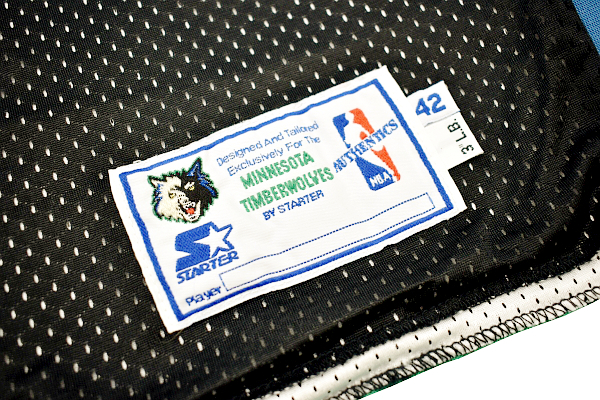 Designed And Tailored
Exclusively For The
MINNESOTA
TIMBERWOLVES
BY STARTER
AUTHENTICS
NBA
42
3 LB.
STARTER
Player